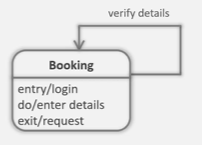 verify details
Booking
entry/login
do/enter details
exit/request